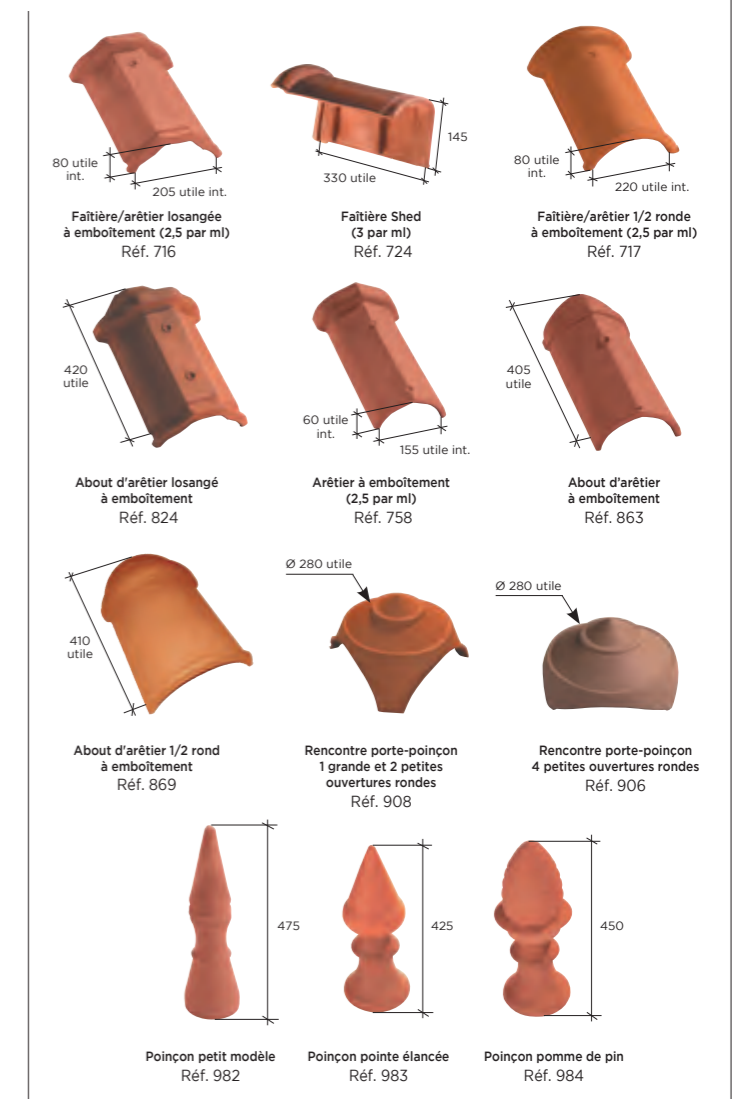 80 utile
int.
205 utile int.
Faîtière/arêtier losangée
à emboîtement (2,5 par ml)
Réf. 716
145
330 utile
Faîtière Shed
(3 par ml)
Réf. 724
80 utile
int.
220 utile int.
Faîtière/arêtier 1/2 ronde
à emboîtement (2,5 par ml)
Réf. 717
420
utile
About d'arêtier losangé
à emboîtement
Réf. 824
60 utile
int.
155 utile int.
Arêtier à emboîtement
(2,5 par ml)
Réf. 758
405
utile
About d'arêtier
à emboîtement
Réf. 863
410
utile
About d'arêtier 1/2 rond
à emboîtement
Réf. 869
Ø 280 utile
Rencontre porte-poinçon
1 grande et 2 petites
ouvertures rondes
Réf. 908
Ø 280 utile
Rencontre porte-poinçon
4 petites ouvertures rondes
Réf. 906
475
Poinçon petit modèle
Réf. 982
425
Poinçon pointe élancée
Réf. 983
450
Poinçon pomme de pin
Réf. 984